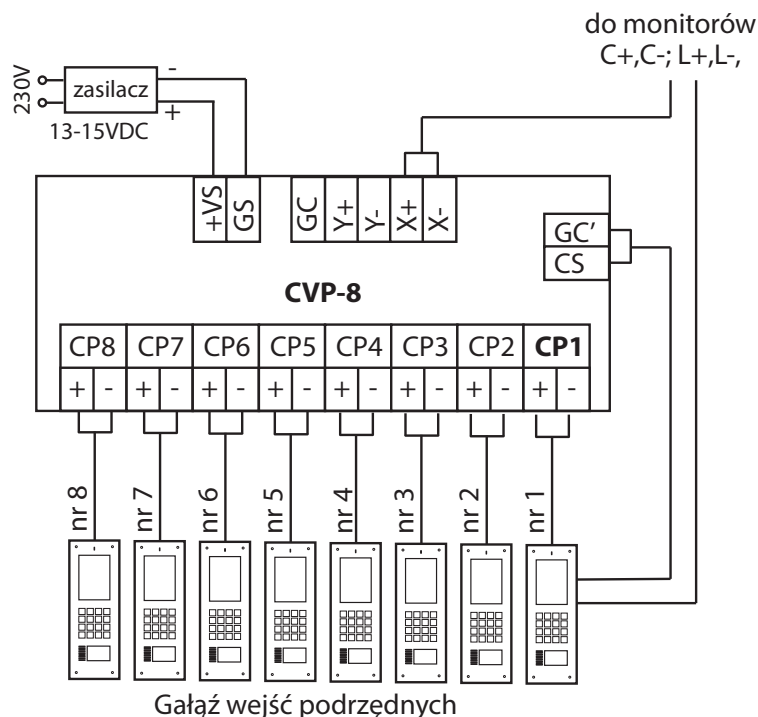 do monitorów
C+,C-; L+,L-,
230V
zasilacz
-
+
13-15VDC
+VS GS GC Y+ Y- X+ X-
GC'
CS
CVP-8
CP8 CP7 CP6 CP5 CP4 CP3 CP2 CP1
+ - + - + - + - + - + - + - + -
nr 8 nr 7 nr 6 nr 5 nr 4 nr 3 nr 2 nr 1
Gałąź wejść podrzędnych